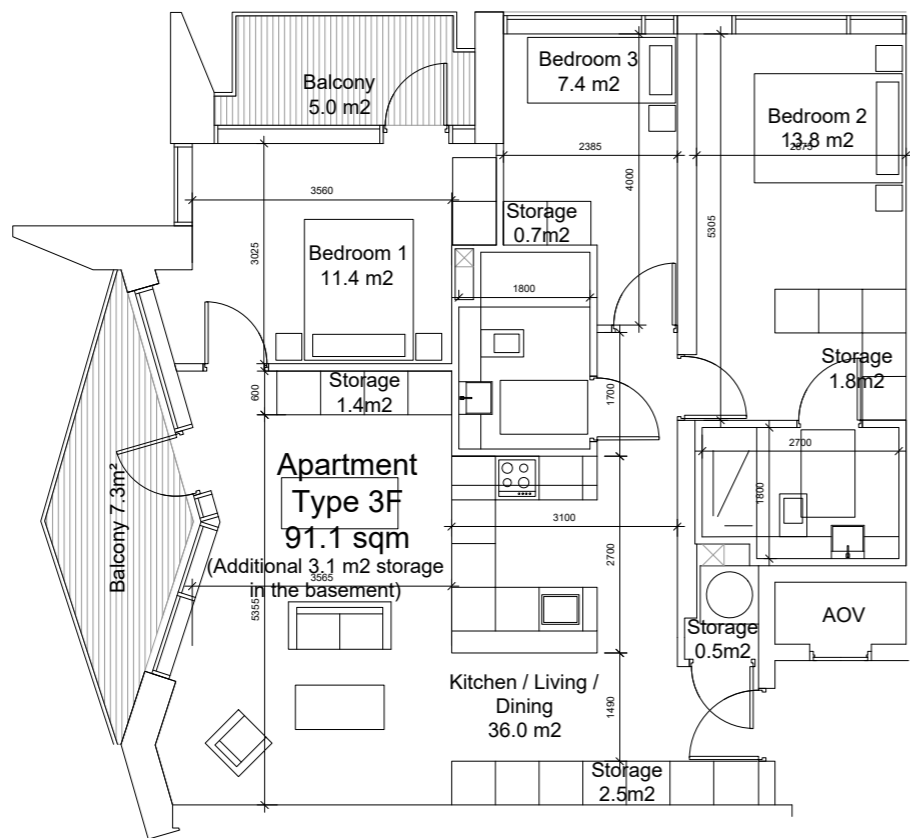 Balcony
5.0 m2
Bedroom 3
7.4 m2
Bedroom 2
13.8 m2
2875
2385
4000
5305
3560
3025
Bedroom 1
11.4 m2
Storage
0.7m2
1800
600
Storage
1.4m2
1700
Storage
1.8m2
2700
1800
Balcony 7.3m²
Apartment
Type 3F
91.1 sqm
(Additional 3.1 m2 storage
in the basement)
3565
5355
3100
2700
Storage
0.5m2
AOV
Kitchen / Living /
Dining
36.0 m2
1490
Storage
2.5m2